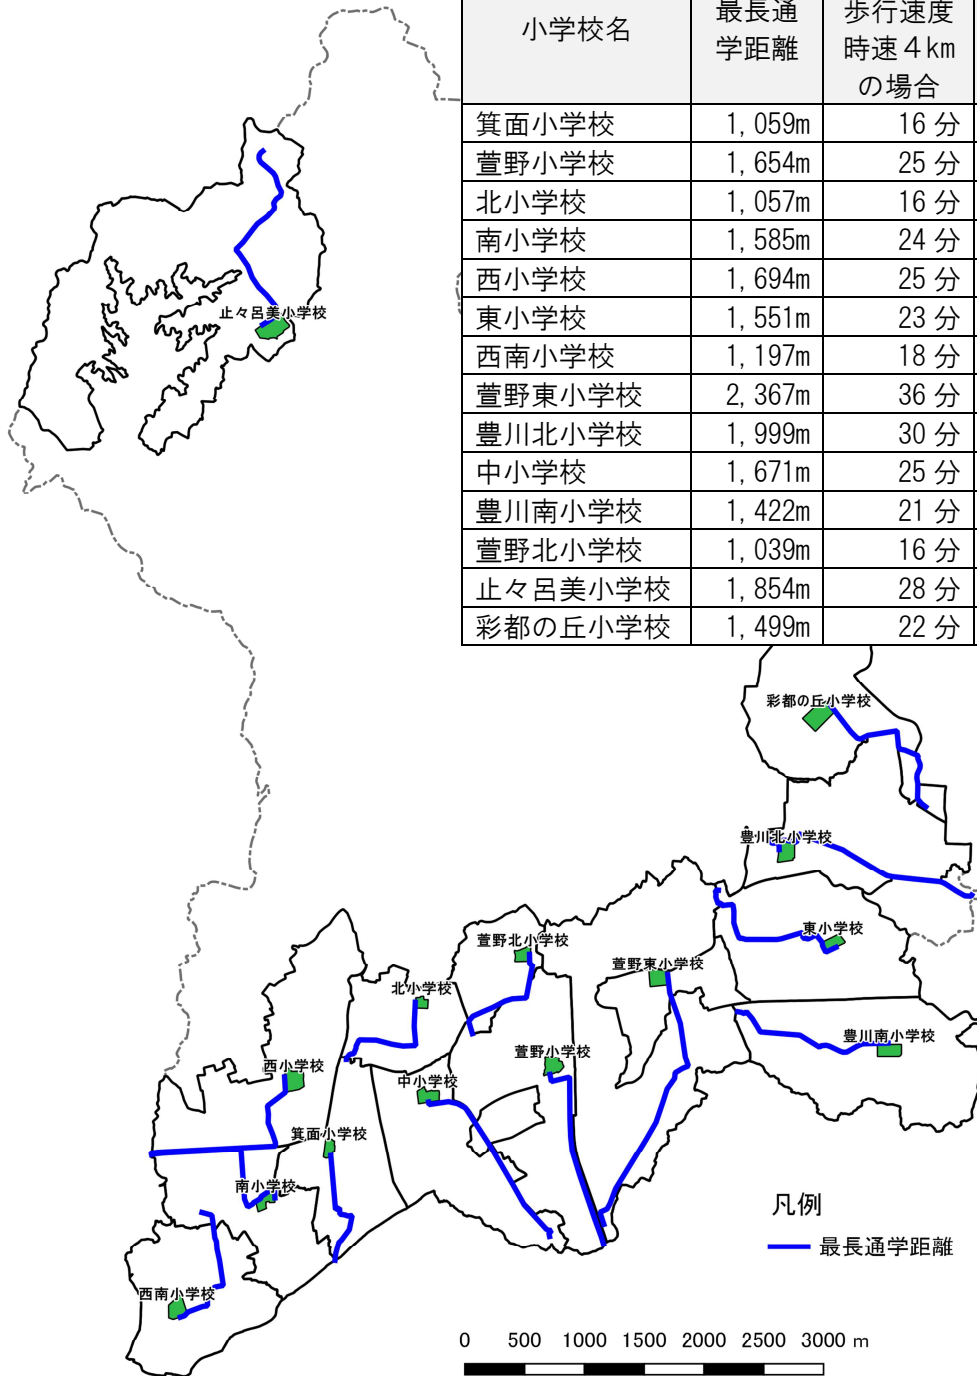 小学校名 最長通学距離 歩行速度時速4kmの場合
箕面小学校 1,059m 16分
萱野小学校 1,654m 25分
北小学校 1,057m 16分
南小学校 1,585m 24分
西小学校 1,694m 25分
東小学校 1,551m 23分
西南小学校 1,197m 18分
萱野東小学校 2,367m 36分
豊川北小学校 1,999m 30分
中小学校 1,671m 25分
豊川南小学校 1,422m 21分
萱野北小学校 1,039m 16分
止々呂美小学校 1,854m 28分
彩都の丘小学校 1,499m 22分
止々呂美小学校
彩都の丘小学校
豊川北小学校
東小学校
萱野北小学校
萱野東小学校
北小学校
豊川南小学校
萱野小学校
西小学校
中小学校
箕面小学校
南小学校
西南小学校
凡例
最長通学距離
0 500 1000 1500 2000 2500 3000 m